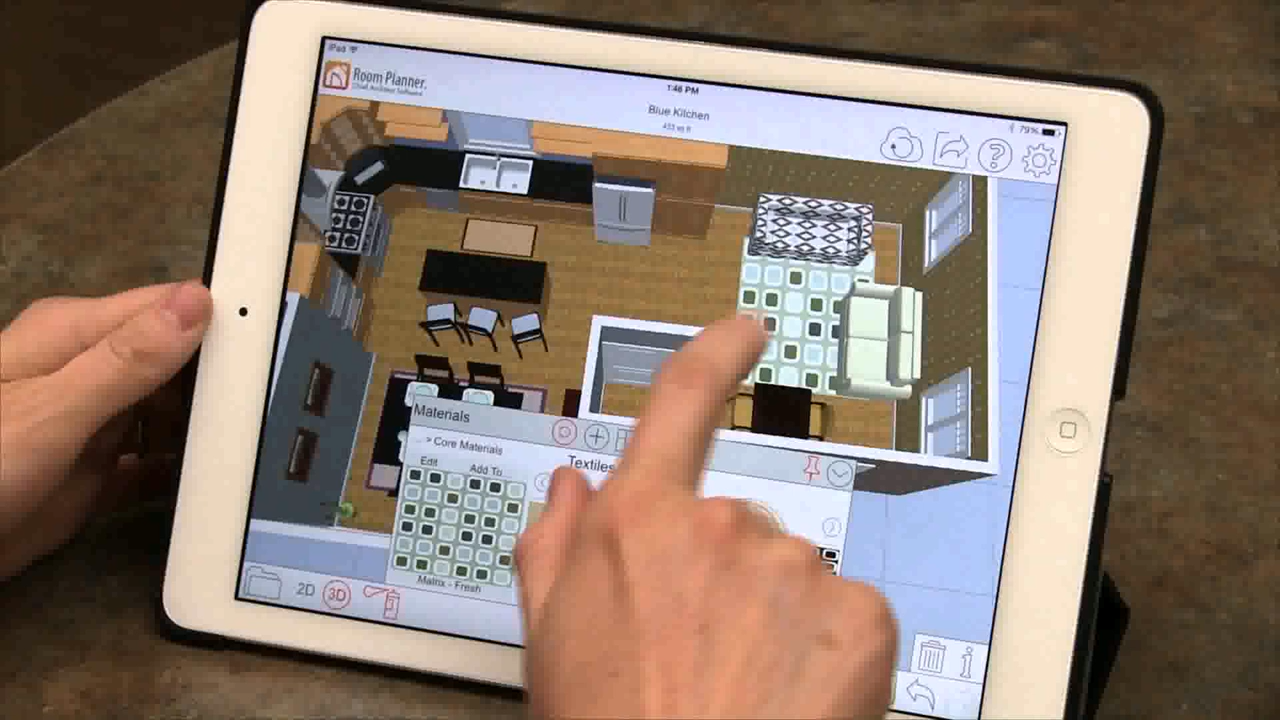 iPad
1:46 PM
79%
Room Planner.
Chief Architect Software
Blue Kitchen
433 sq ft
?
Materials
> Core Materials
Edit
Add To
Textiles
Matrix - Fresh
2D
3D
i